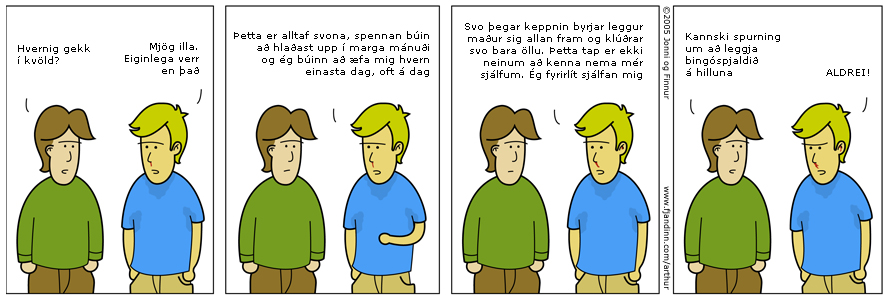 Hvernig gekk
í kvöld?
Mjög illa.
Eiginlega verr
en það
Þetta er alltaf svona, spennan búin
að hlaðast upp í marga mánuði
og ég búinn að æfa mig hvern
einasta dag, oft á dag
Svo þegar keppnin byrjar leggur
maður sig allan fram og klúðrar
svo bara öllu. Þetta tap er ekki
neinum að kenna nema mér
sjálfum. Ég fyrirlít sjálfan mig
©2005 Jonni og Finnur
www.fjandinn.com/arthur
Kannski spurning
um að leggja
bingóspjaldið
á hilluna
ALDREI!